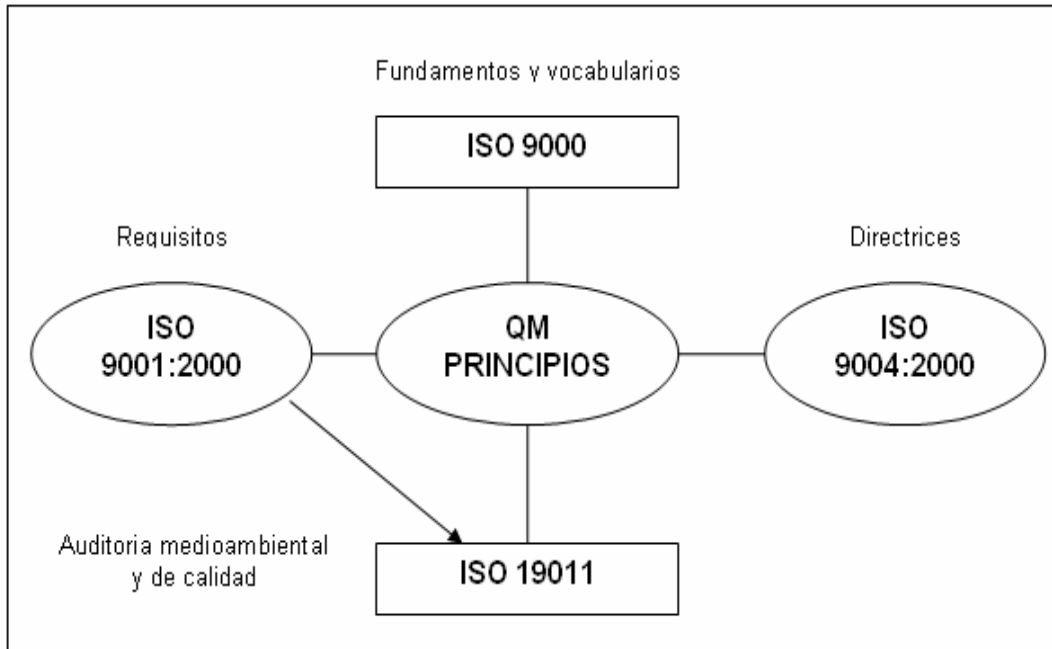 Fundamentos y vocabularios
ISO 9000
Requisitos
Directrices
ISO
9001:2000
QM
PRINCIPIOS
ISO
9004:2000
Auditoria medioambiental
y de calidad
ISO 19011